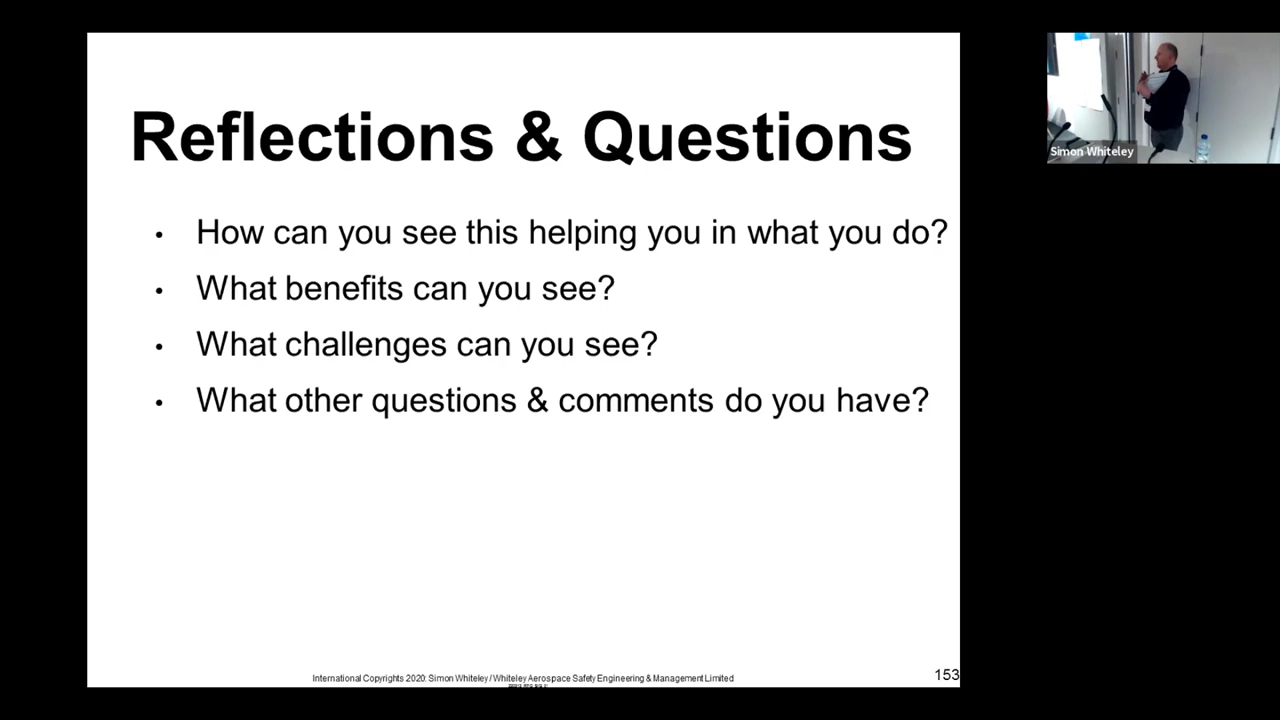 Reflections & Questions
• How can you see this helping you in what you do?
• What benefits can you see?
• What challenges can you see?
• What other questions & comments do you have?
International Copyrights 2020: Simon Whiteley / Whiteley Aerospace Safety Engineering & Management Limited
153
Simon Whiteley